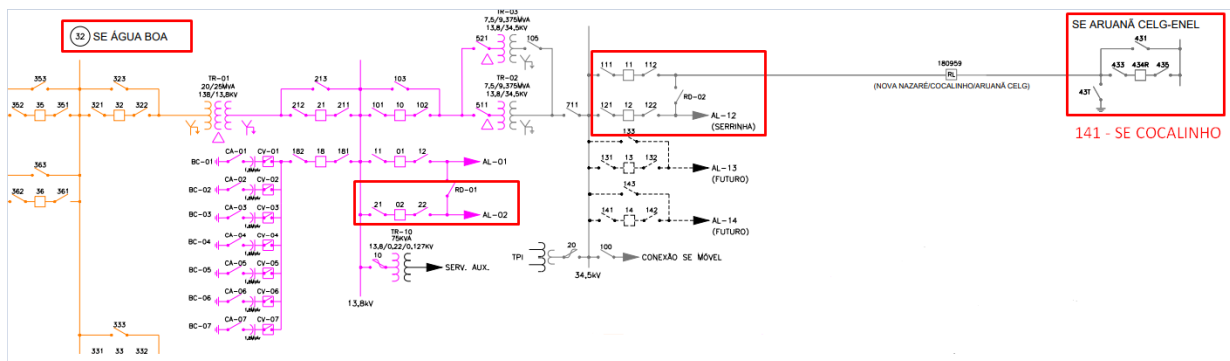 32 SE ÁGUA BOA
353
352 35 351
323
321 32 322
363
362 36 361
333
331 33 332
TR-01
20/25MVA
138/13,8KV
213
212 21 211
103
101 10 102
TR-03
7,5/9,375MVA
13,8/34,5KV
521 105
TR-02
7,5/9,375MVA
13,8/34,5KV
511
711
182 18 181
11 01 12
AL-01
RD-01
21 02 22
AL-02
BC-01 CA-01 CV-01
BC-02 CA-02 CV-02
BC-03 CA-03 CV-03
BC-04 CA-04 CV-04
BC-05 CA-05 CV-05
BC-06 CA-06 CV-06
BC-07 CA-07 CV-07
TR-10
75KVA
13,8/0,22/0,127KV
10
SERV. AUX.
13,8kV
111 11 112
RD-02
121 12 122
AL-12
(SERRINHA)
133
131 13 132
AL-13
(FUTURO)
143
141 14 142
AL-14
(FUTURO)
TPI
20
100
CONEXÃO SE MÓVEL
34,5kV
180959
RL
(NOVA NAZARÉ/COCALINHO/ARUANÃ CELG)
SE ARUANÃ CELG-ENEL
431
433 434R 435
43T
141 - SE COCALINHO